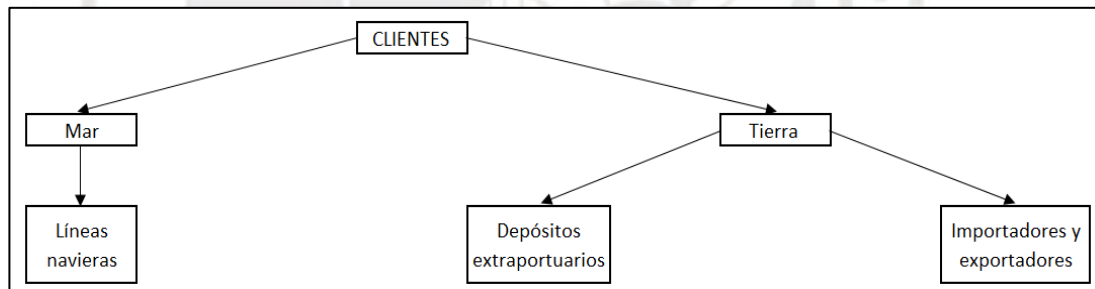 CLIENTES
Mar
Tierra
Líneas
navieras
Depósitos
extraportuarios
Importadores y
exportadores